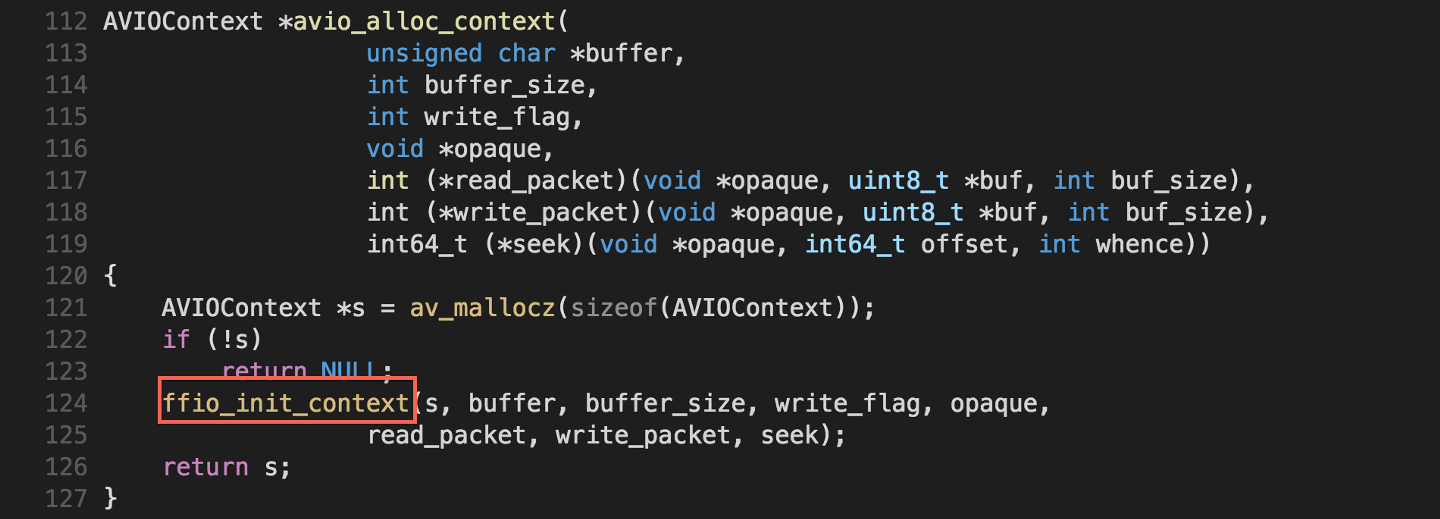 112 AVIOContext *avio_alloc_context(
113                   unsigned char *buffer,
114                   int buffer_size,
115                   int write_flag,
116                   void *opaque,
117                   int (*read_packet)(void *opaque, uint8_t *buf, int buf_size),
118                   int (*write_packet)(void *opaque, uint8_t *buf, int buf_size),
119                   int64_t (*seek)(void *opaque, int64_t offset, int whence))
120 {
121     AVIOContext *s = av_mallocz(sizeof(AVIOContext));
122     if (!s)
123         return NULL;
124     ffio_init_context(s, buffer, buffer_size, write_flag, opaque,
125                   read_packet, write_packet, seek);
126     return s;
127 }